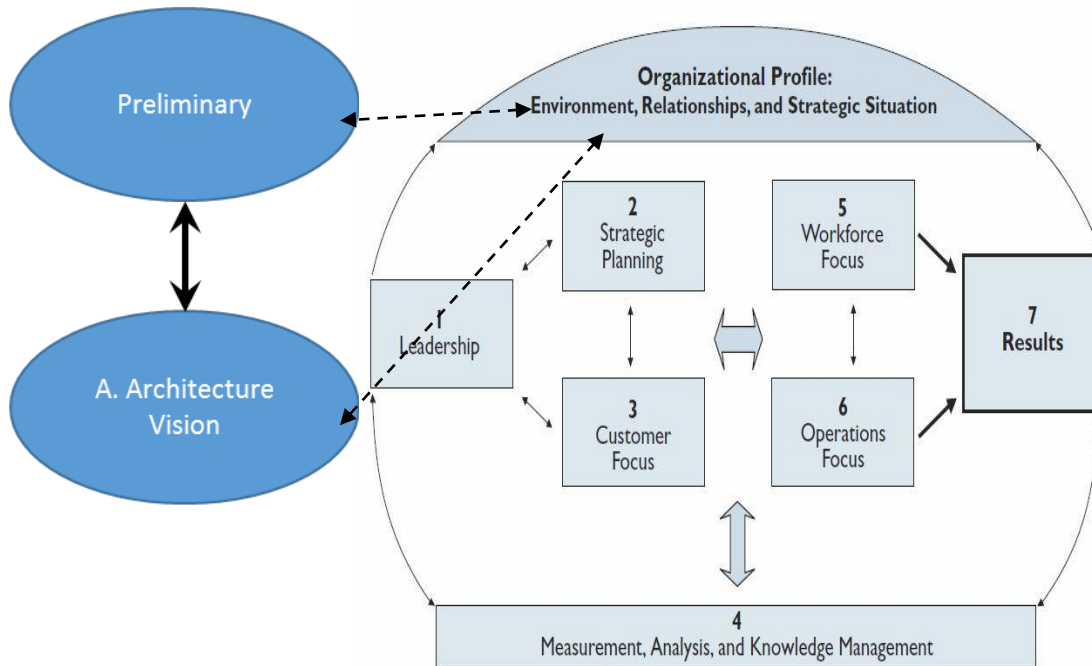 Preliminary
Organizational Profile:
Environment, Relationships, and Strategic Situation
2
Strategic
Planning
5
Workforce
Focus
1
Leadership
7
Results
A. Architecture
Vision
3
Customer
Focus
6
Operations
Focus
4
Measurement, Analysis, and Knowledge Management